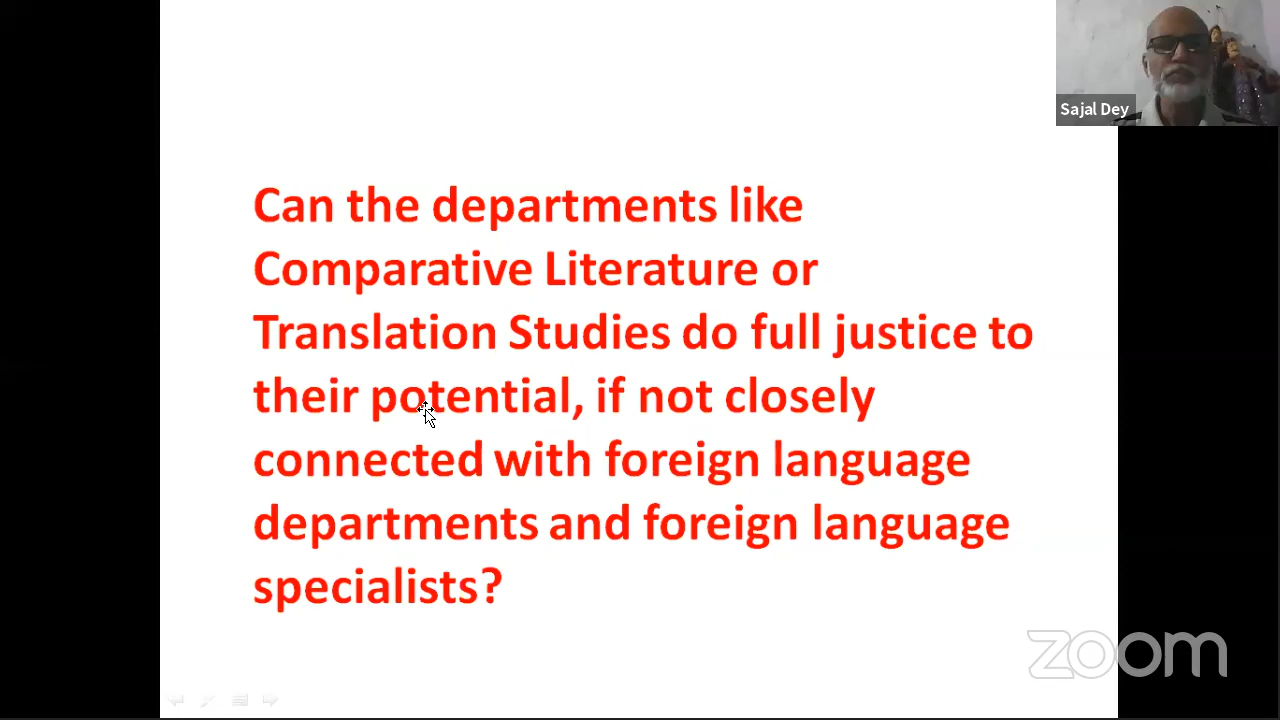 Sajal Dey
Can the departments like
Comparative Literature or
Translation Studies do full justice to
their potential, if not closely
connected with foreign language
departments and foreign language
specialists?
zoom